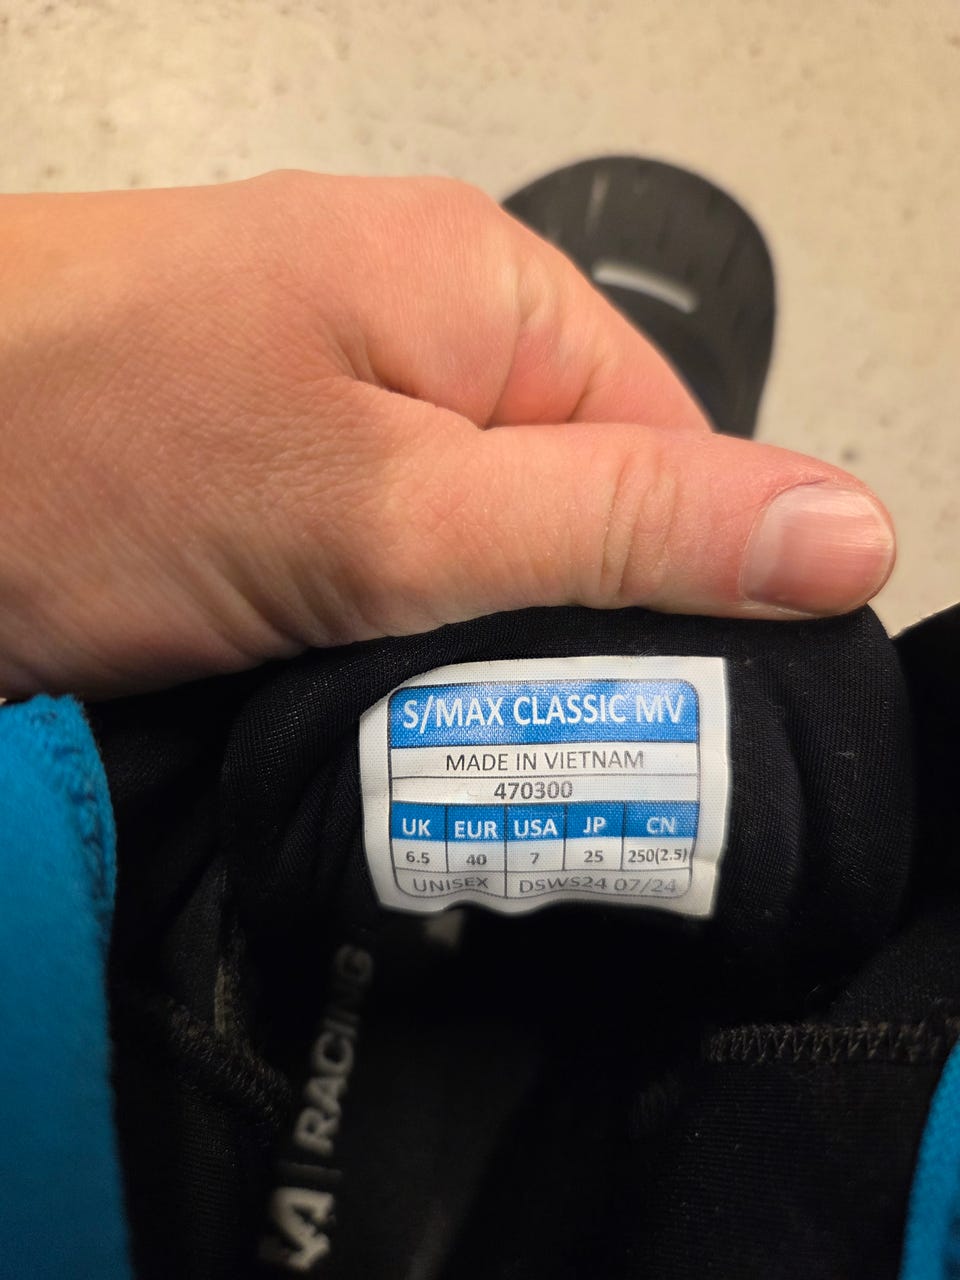 S/MAX CLASSIC MV
MADE IN VIETNAM
470300
UK EUR USA JP CN
6.5 40 7 25 250(2.5)
UNISEX DSWS24 07/24
RACING